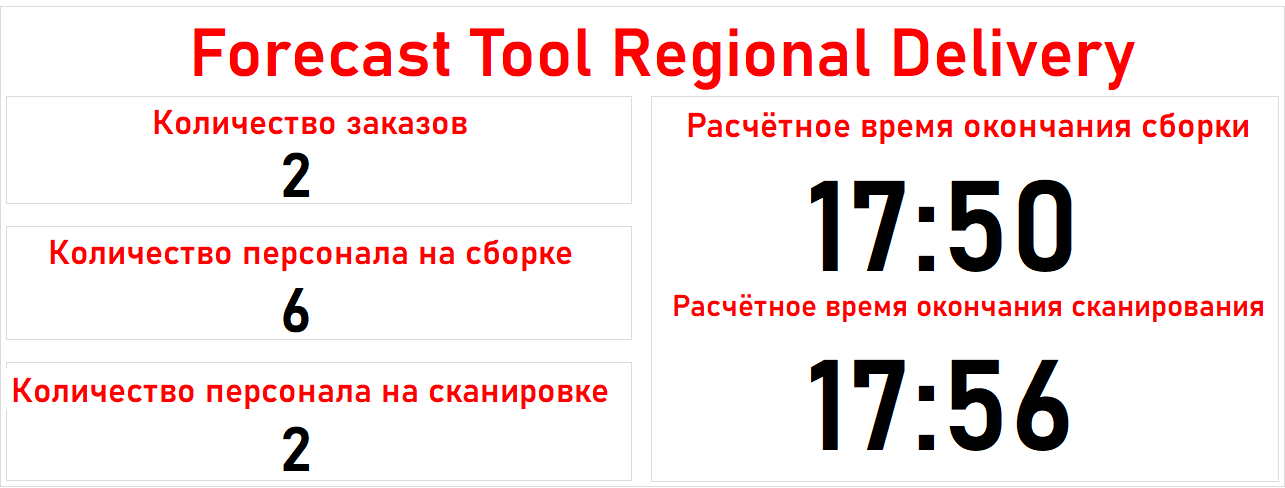 Forecast Tool Regional Delivery
Количество заказов
2
Количество персонала на сборке
6
Количество персонала на сканировке
2
Расчётное время окончания сборки
17:50
Расчётное время окончания сканирования
17:56